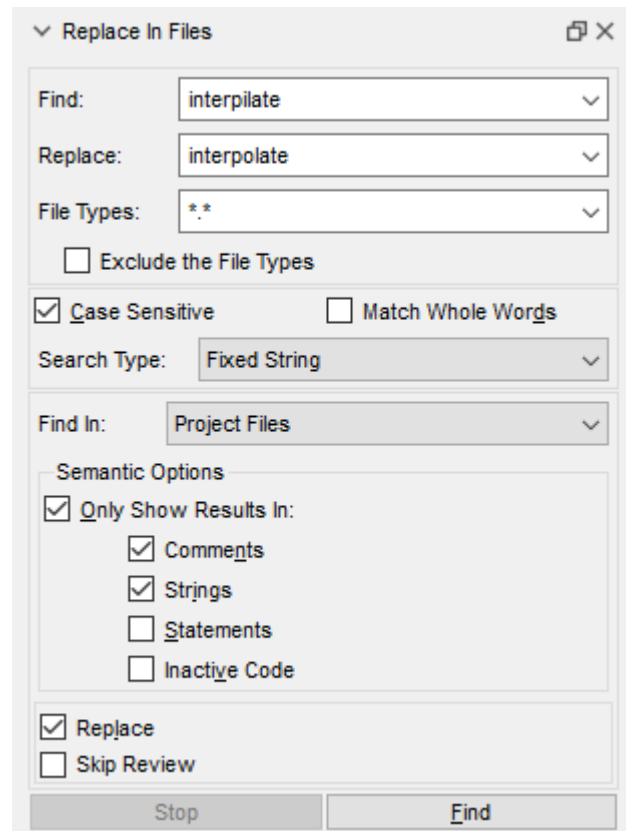 Replace In Files
Find: interpilate
Replace: interpolate
File Types: *.*
Exclude the File Types
Case Sensitive Match Whole Words
Search Type: Fixed String
Find In: Project Files
Semantic Options
Only Show Results In:
Comments
Strings
Statements
Inactive Code
Replace
Skip Review
Stop Find